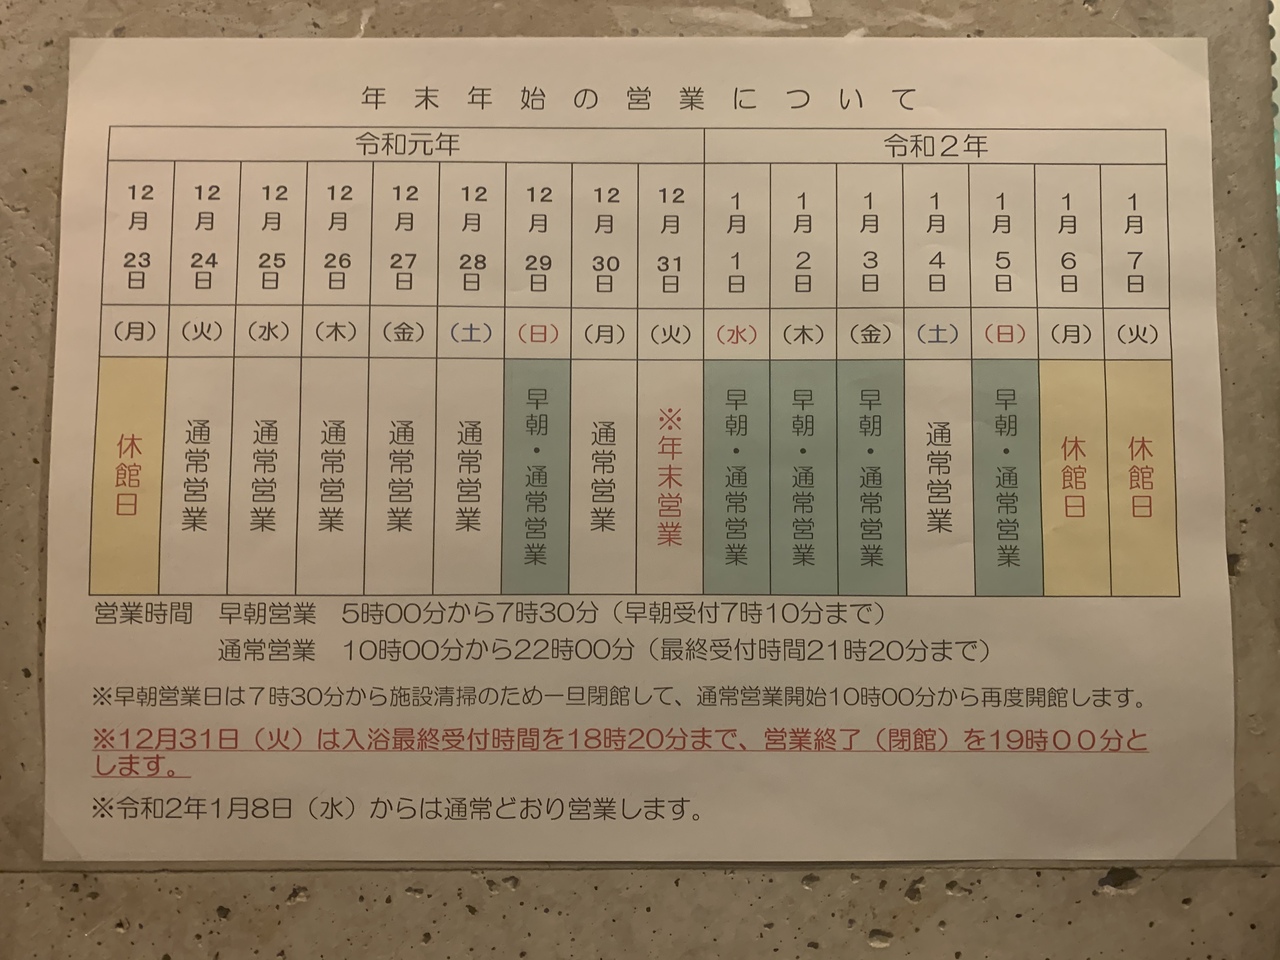 年末年始の営業について
令和元年 令和2年
12月23日 12月24日 12月25日 12月26日 12月27日 12月28日 12月29日 12月30日 12月31日 1月1日 1月2日 1月3日 1月4日 1月5日 1月6日 1月7日
(月) (火) (水) (木) (金) (土) (日) (月) (火) (水) (木) (金) (土) (日) (月) (火)
休館日 通常営業 通常営業 通常営業 通常営業 通常営業 早朝・通常営業 通常営業 ※年末営業 早朝・通常営業 早朝・通常営業 早朝・通常営業 通常営業 早朝・通常営業 休館日 休館日
営業時間 早朝営業 5時00分から7時30分(早朝受付7時10分まで)
通常営業 10時00分から22時00分(最終受付時間21時20分まで)
※早朝営業日は7時30分から施設清掃のため一旦閉館して、通常営業開始10時00分から再度開館します。
※12月31日(火)は入浴最終受付時間を18時20分まで、営業終了(閉館)を19時00分と
します。
※令和2年1月8日(水)からは通常どおり営業します。